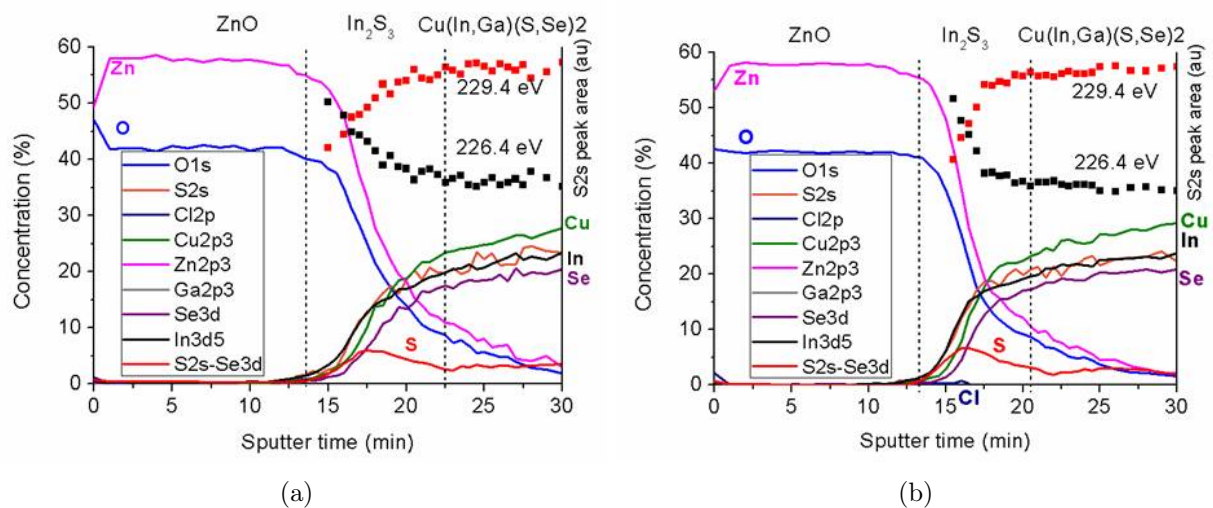 ZnO In₂S₃ Cu(In,Ga)(S,Se)2
60
50
40
30
20
10
0
Concentration (%)
Zn
O
229.4 eV
226.4 eV
S2s peak area (au)
O1s
S2s
Cl2p
Cu2p3
Zn2p3
Ga2p3
Se3d
In3d5
S2s-Se3d
Cu
In
Se
S
0 5 10 15 20 25 30
Sputter time (min)
(a)
ZnO In₂S₃ Cu(In,Ga)(S,Se)2
60
50
40
30
20
10
0
Concentration (%)
Zn
O
229.4 eV
226.4 eV
S2s peak area (au)
O1s
S2s
Cl2p
Cu2p3
Zn2p3
Ga2p3
Se3d
In3d5
S2s-Se3d
Cu
In
Se
S
Cl
0 5 10 15 20 25 30
Sputter time (min)
(b)